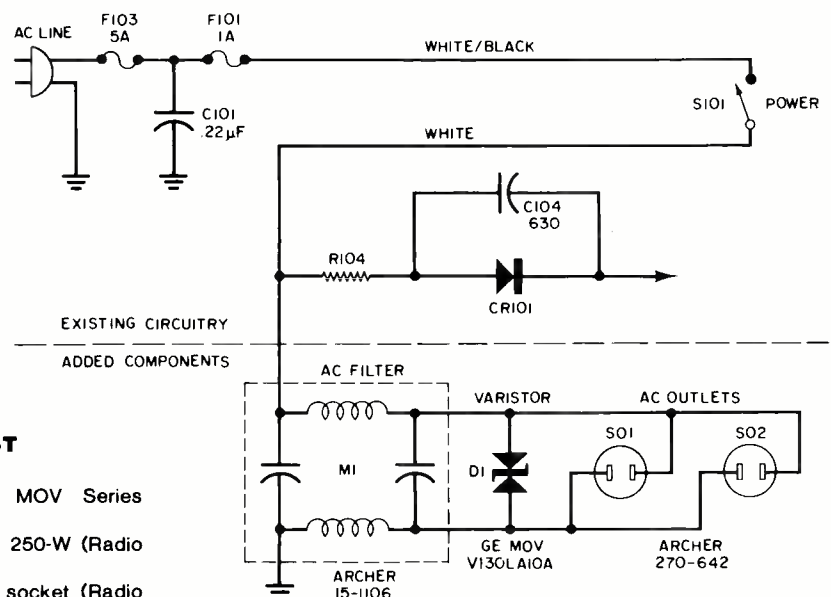 AC LINE
F103
5A
F101
1A
WHITE/BLACK
C101
.22µF
S101
POWER
WHITE
C104
630
R104
CR101
EXISTING CIRCUITRY
ADDED COMPONENTS
AC FILTER
VARISTOR
AC OUTLETS
SO1
SO2
M1
D1
GE MOV
V130LA10A
ARCHER
270-642
ARCHER
15-1106
ST
MOV Series
250-W (Radio
socket (Radio